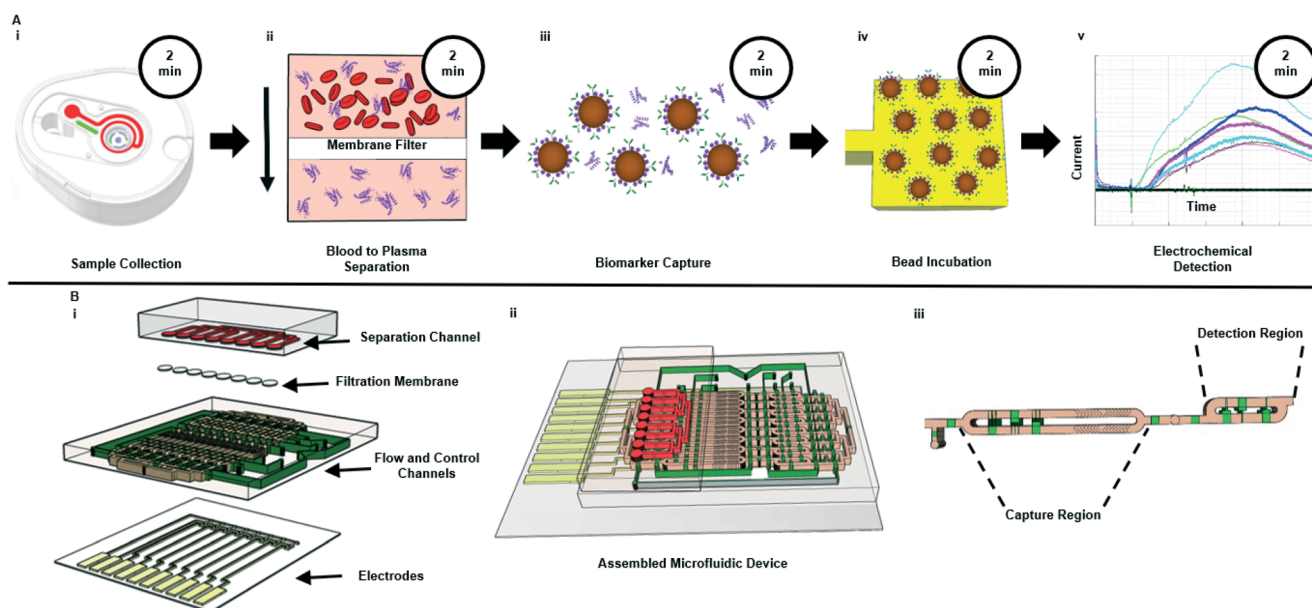 A
i
2
min
ii
2
min
iii
2
min
iv
2
min
v
2
min
Membrane Filter
Current
Time
Sample Collection
Blood to Plasma
Separation
Biomarker Capture
Bead Incubation
Electrochemical
Detection
B
i
Separation Channel
Filtration Membrane
Flow and Control
Channels
Electrodes
ii
Assembled Microfluidic Device
iii
Detection Region
Capture Region